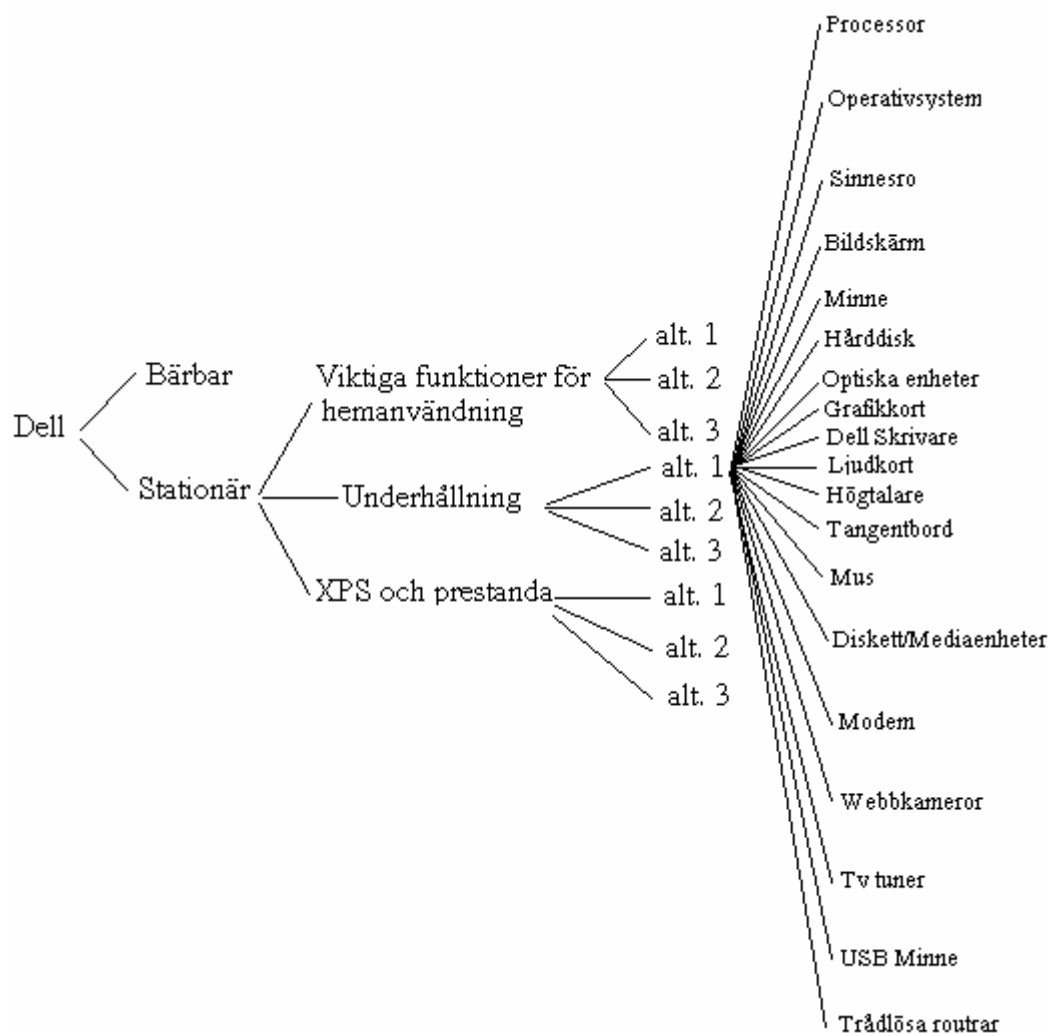 Dell
Bärbar
Stationär
Viktiga funktioner för
hemanvändning
Underhållning
XPS och prestanda
alt. 1
alt. 2
alt. 3
alt. 1
alt. 2
alt. 3
alt. 1
alt. 2
alt. 3
Processor
Operativsystem
Sinnesro
Bildskärm
Minne
Hårddisk
Optiska enheter
Grafikkort
Dell Skrivare
Ljudkort
Högtalare
Tangentbord
Mus
Diskett/Mediaenheter
Modem
Webbkameror
Tv tuner
USB Minne
Trådlösa routrar